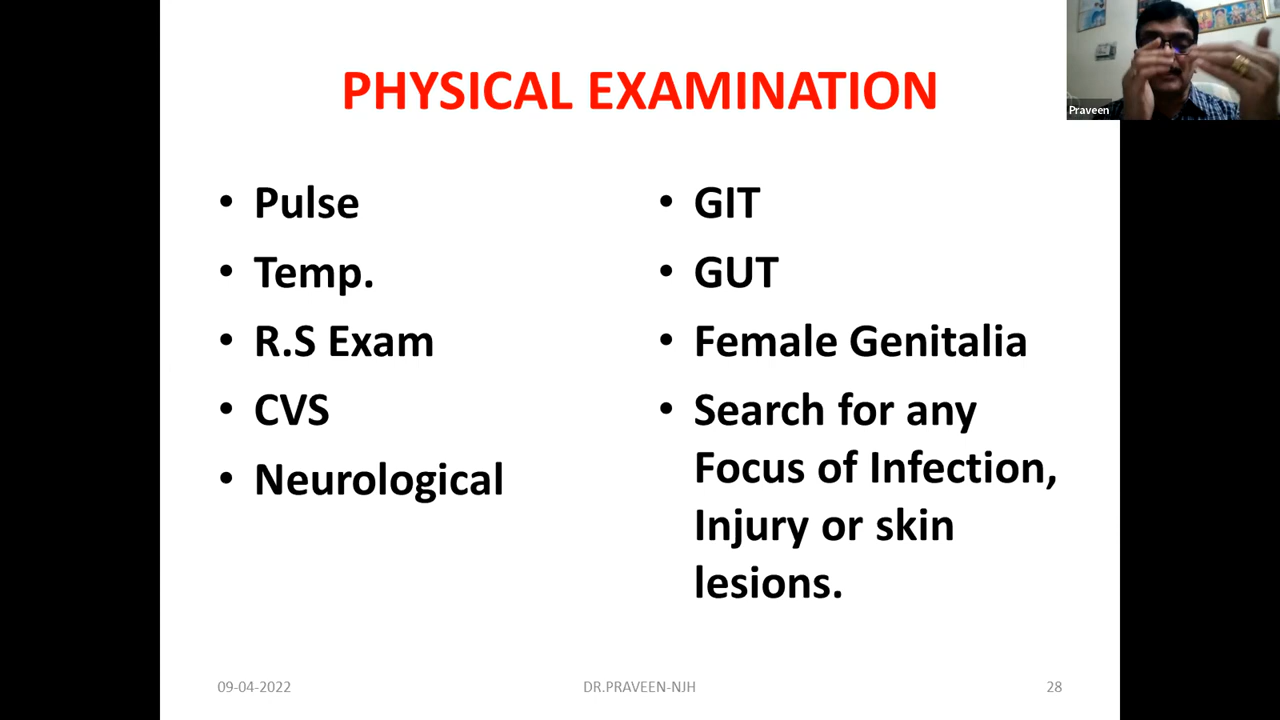 PHYSICAL EXAMINATION
Praveen
• Pulse
• Temp.
• R.S Exam
• CVS
• Neurological
• GIT
• GUT
• Female Genitalia
• Search for any
Focus of Infection,
Injury or skin
lesions.
09-04-2022
DR.PRAVEEN-NJH
28